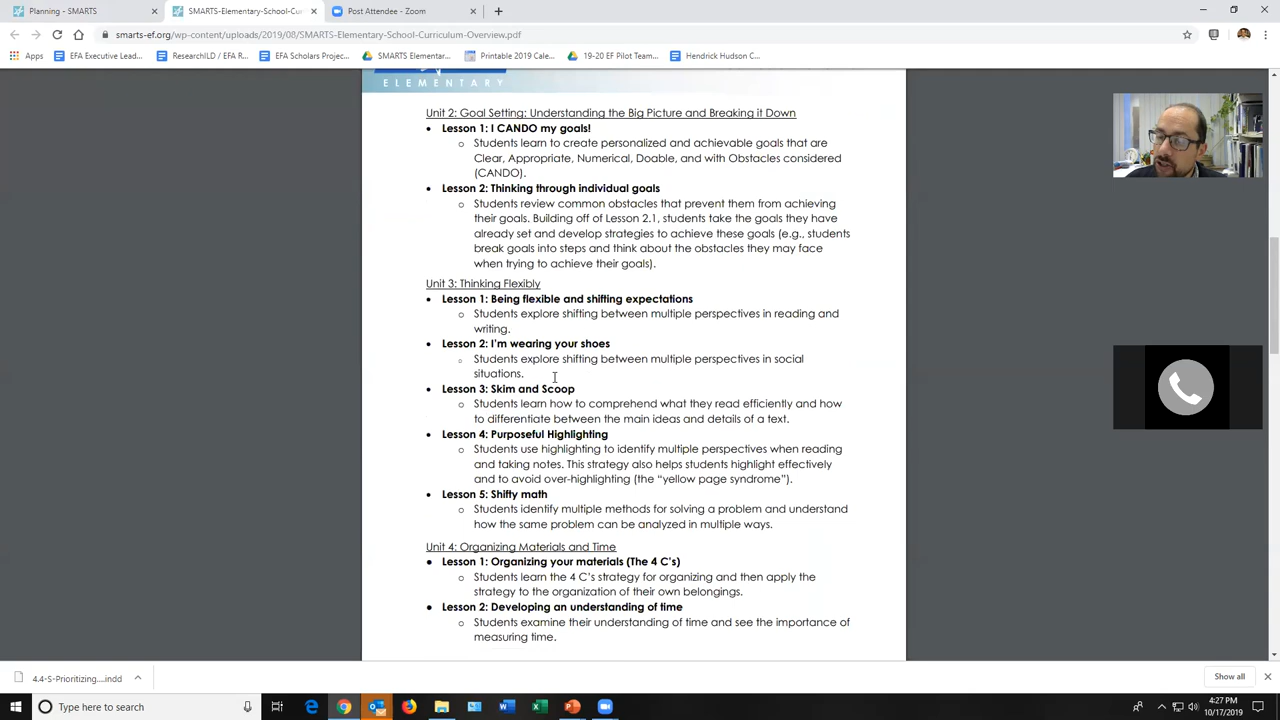 Planning - SMARTS
SMARTS-Elementary-School-Cu
Post Attendee - Zoom
smarts-ef.org/wp-content/uploads/2019/08/SMARTS-Elementary-School-Curriculum-Overview.pdf
Apps
EFA Executive Lead...
ResearchILD / EFA R...
EFA Scholars Projec...
SMARTS Elementar...
Printable 2019 Cale...
19-20 EF Pilot Team...
Hendrick Hudson C...
ELEMENTARY
Unit 2: Goal Setting: Understanding the Big Picture and Breaking it Down
• Lesson 1: I CANDO my goals!
o Students learn to create personalized and achievable goals that are
Clear, Appropriate, Numerical, Doable, and with Obstacles considered
(CANDO).
• Lesson 2: Thinking through individual goals
o Students review common obstacles that prevent them from achieving
their goals. Building off of Lesson 2.1, students take the goals they have
already set and develop strategies to achieve these goals (e.g., students
break goals into steps and think about the obstacles they may face
when trying to achieve their goals).
Unit 3: Thinking Flexibly
• Lesson 1: Being flexible and shifting expectations
o Students explore shifting between multiple perspectives in reading and
writing.
• Lesson 2: I'm wearing your shoes
o Students explore shifting between multiple perspectives in social
situations.
• Lesson 3: Skim and Scoop
o Students learn how to comprehend what they read efficiently and how
to differentiate between the main ideas and details of a text.
• Lesson 4: Purposeful Highlighting
o Students use highlighting to identify multiple perspectives when reading
and taking notes. This strategy also helps students highlight effectively
and to avoid over-highlighting (the “yellow page syndrome”).
• Lesson 5: Shifty math
o Students identify multiple methods for solving a problem and understand
how the same problem can be analyzed in multiple ways.
Unit 4: Organizing Materials and Time
• Lesson 1: Organizing your materials (The 4 C's)
o Students learn the 4 C's strategy for organizing and then apply the
strategy to the organization of their own belongings.
• Lesson 2: Developing an understanding of time
o Students examine their understanding of time and see the importance of
measuring time.
4.4-S-Prioritizing....indd
Show all
Type here to search
4:27 PM
10/17/2019